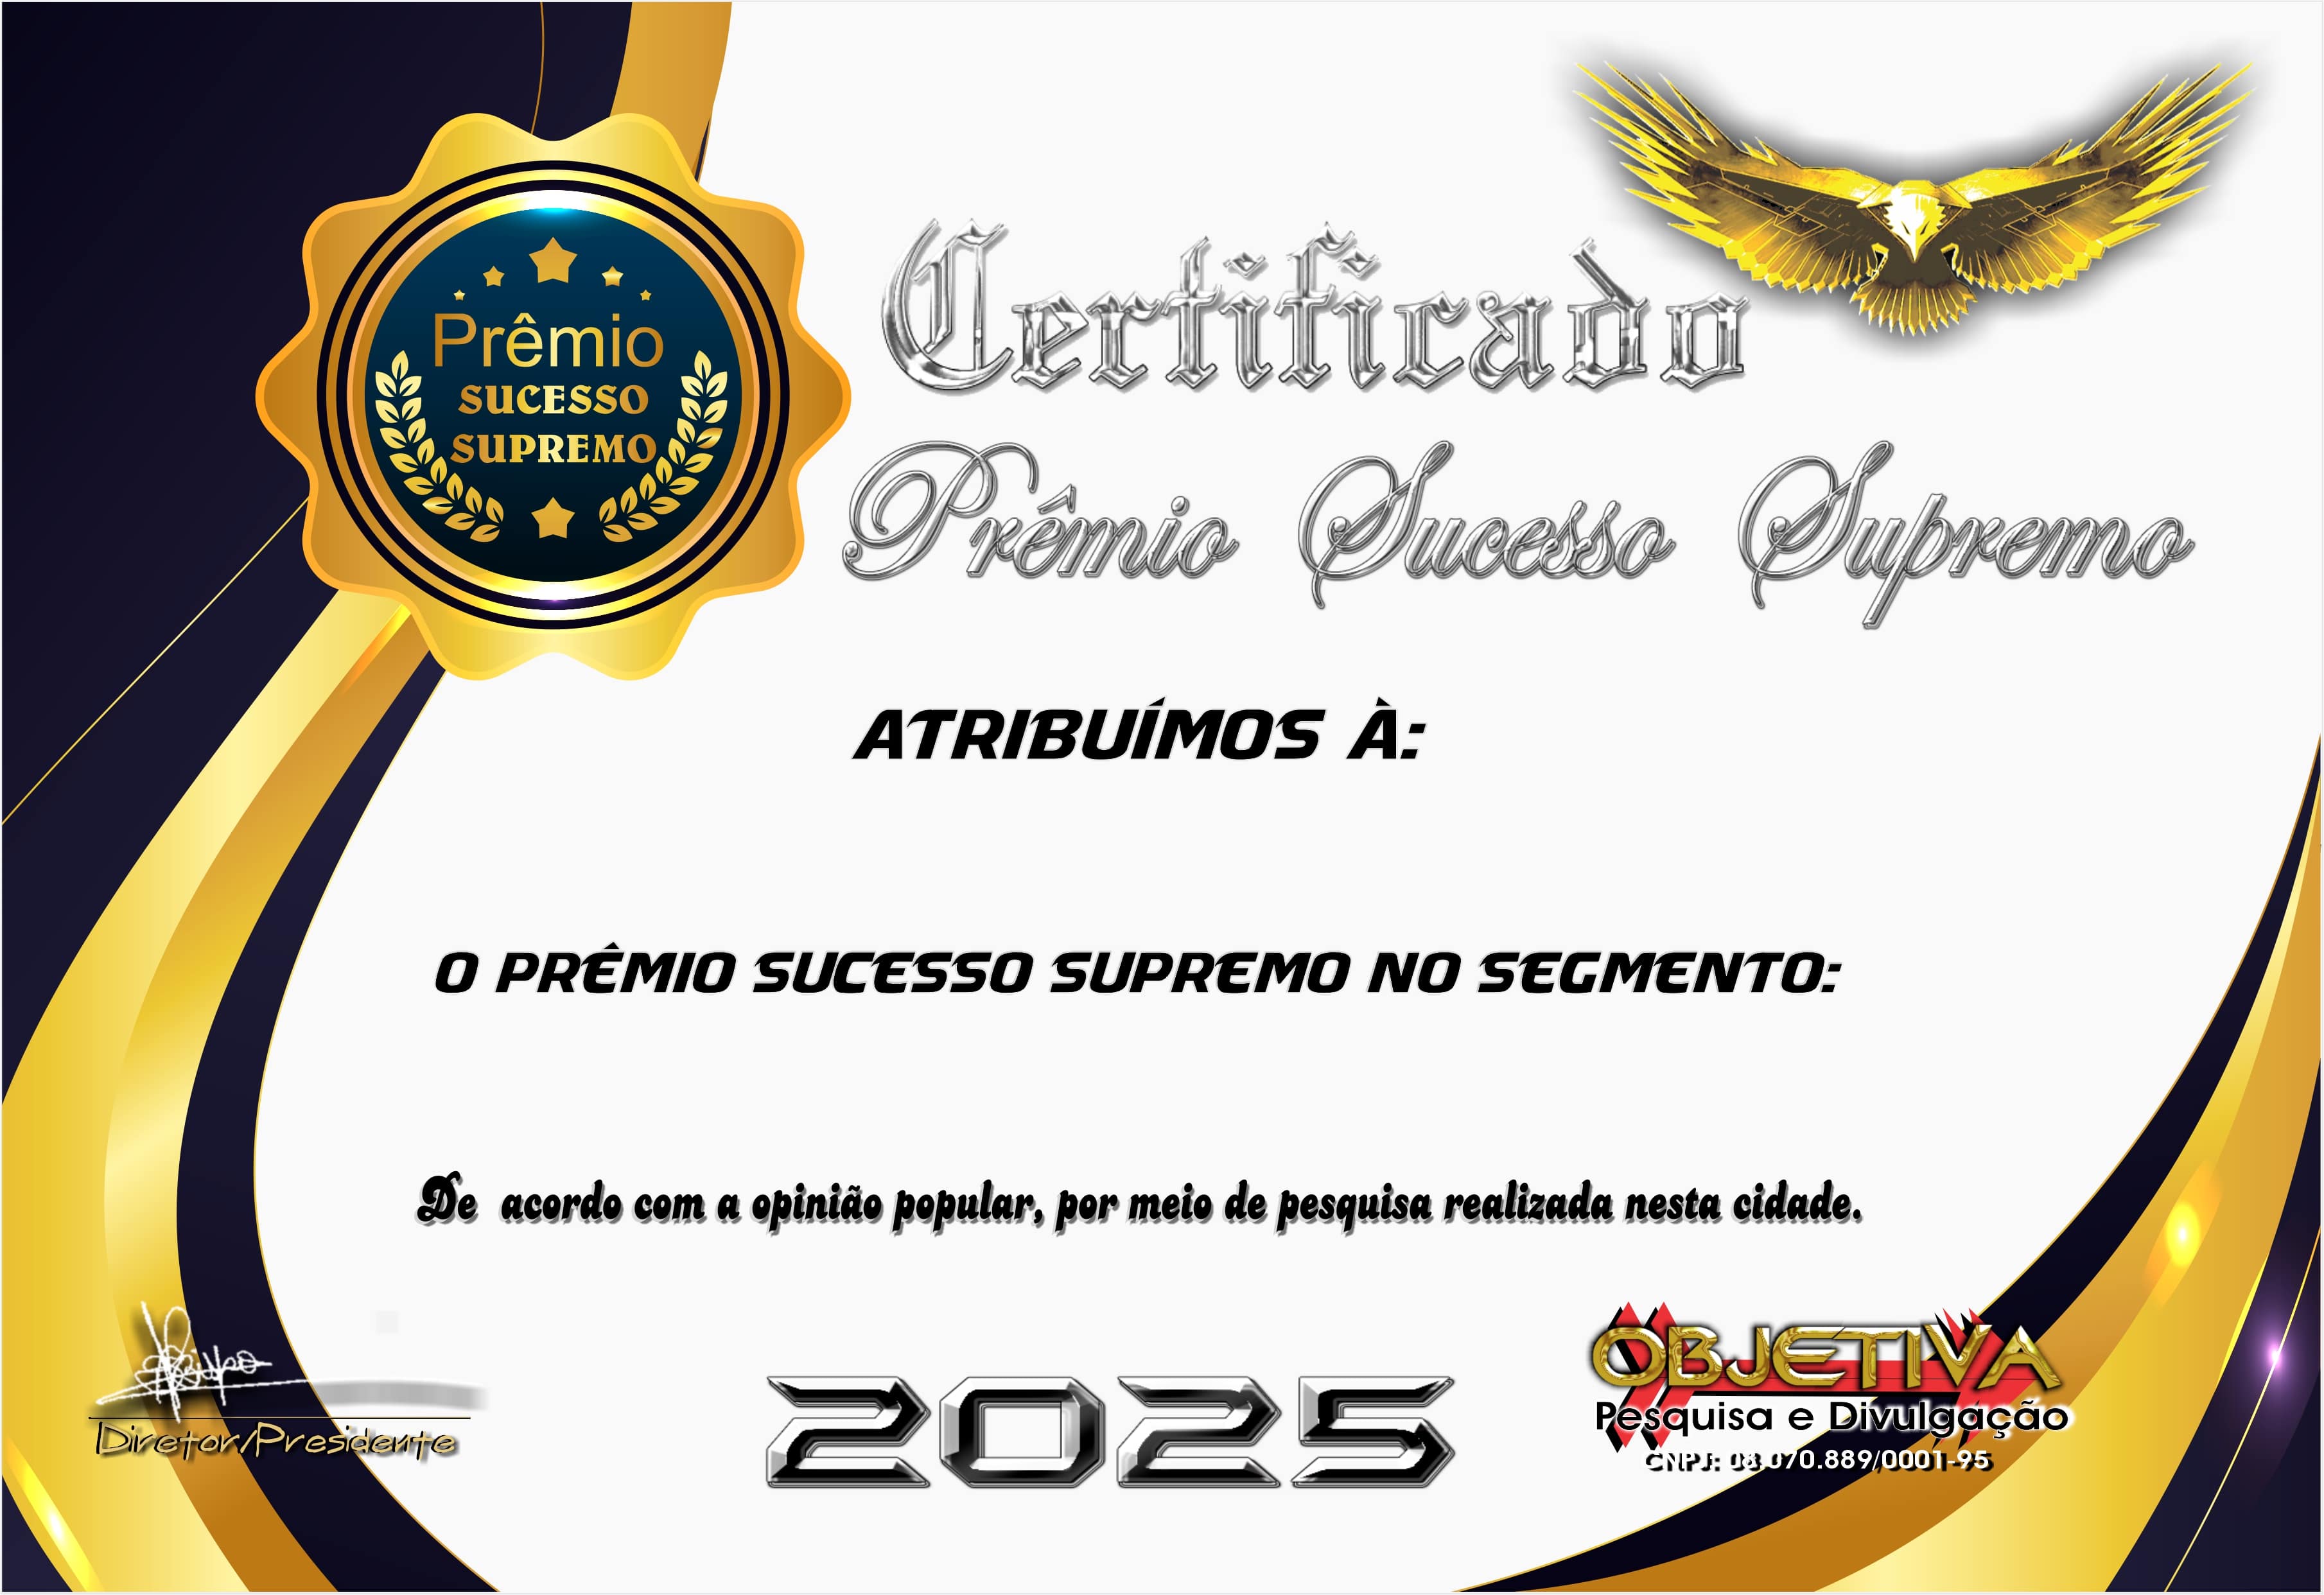 Prêmio
SUCESSO
SUPREMO
Certificado
Prêmio Sucesso Supremo
ATRIBUÍMOS À:
O PRÊMIO SUCESSO SUPREMO NO SEGMENTO:
De acordo com a opinião popular, por meio de pesquisa realizada nesta cidade.
Diretor/Presidente
2025
OBJETIVA
Pesquisa e Divulgação
CNPJ: 08.070.889/0001-95